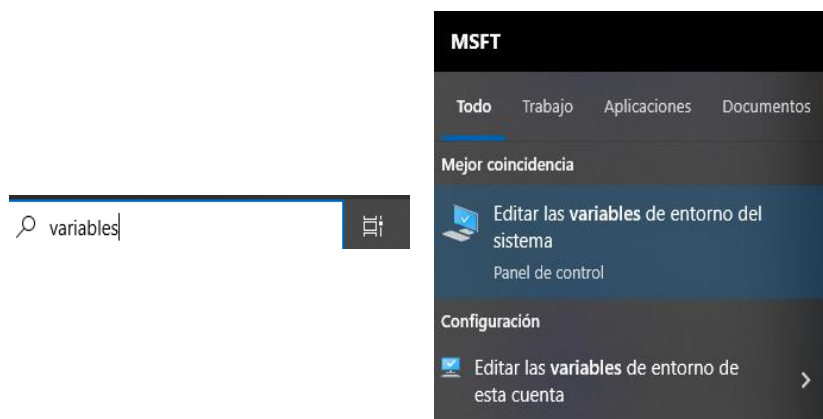 variables
MSFT
Todo Trabajo Aplicaciones Documentos
Mejor coincidencia
Editar las variables de entorno del
sistema
Panel de control
Configuración
Editar las variables de entorno de
esta cuenta